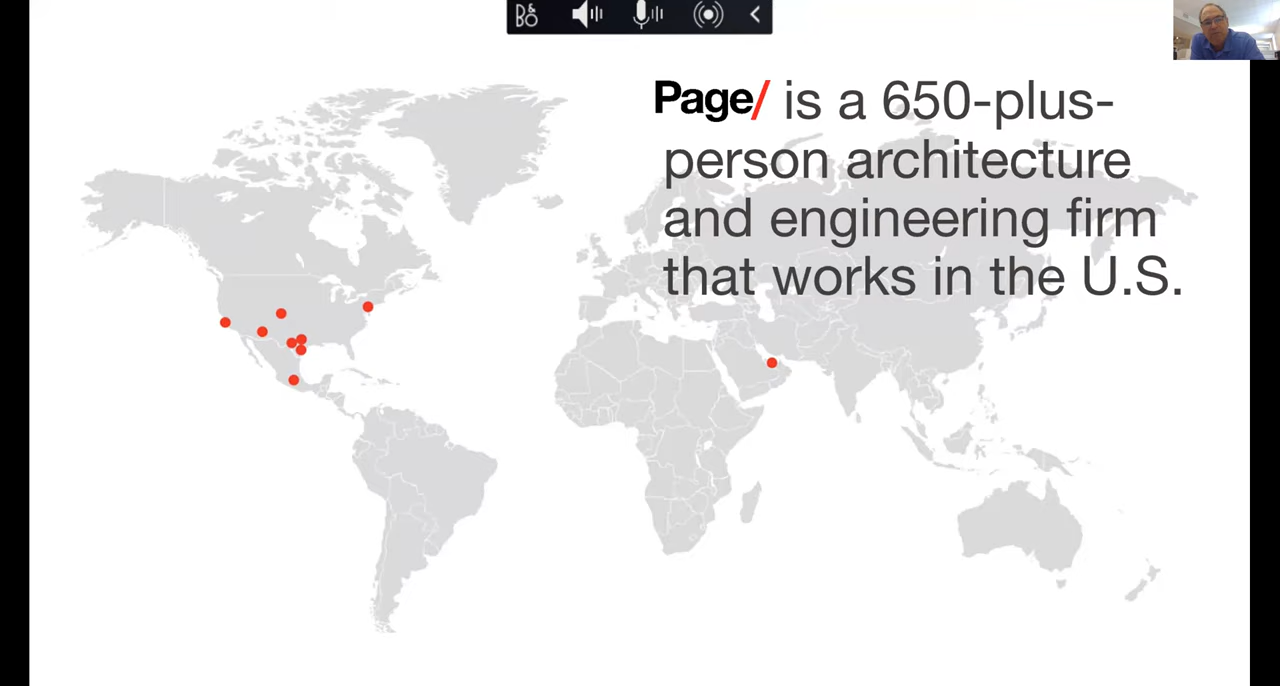 B&O
Page/ is a 650-plus-
person architecture
and engineering firm
that works in the U.S.